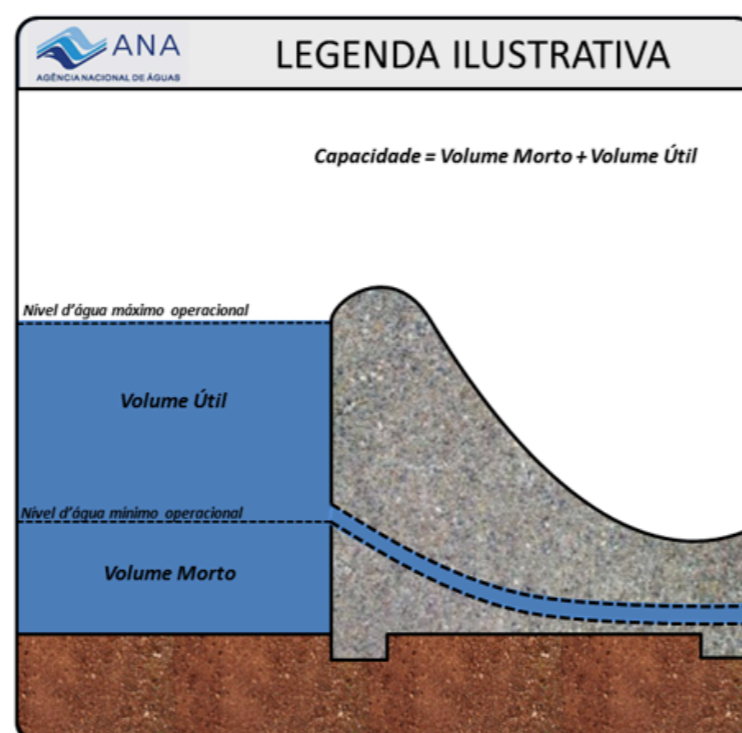 ANA
AGÊNCIA NACIONAL DE ÁGUAS
LEGENDA ILUSTRATIVA
Capacidade = Volume Morto + Volume Útil
Nível d'água máximo operacional
Volume Útil
Nível d'água mínimo operacional
Volume Morto